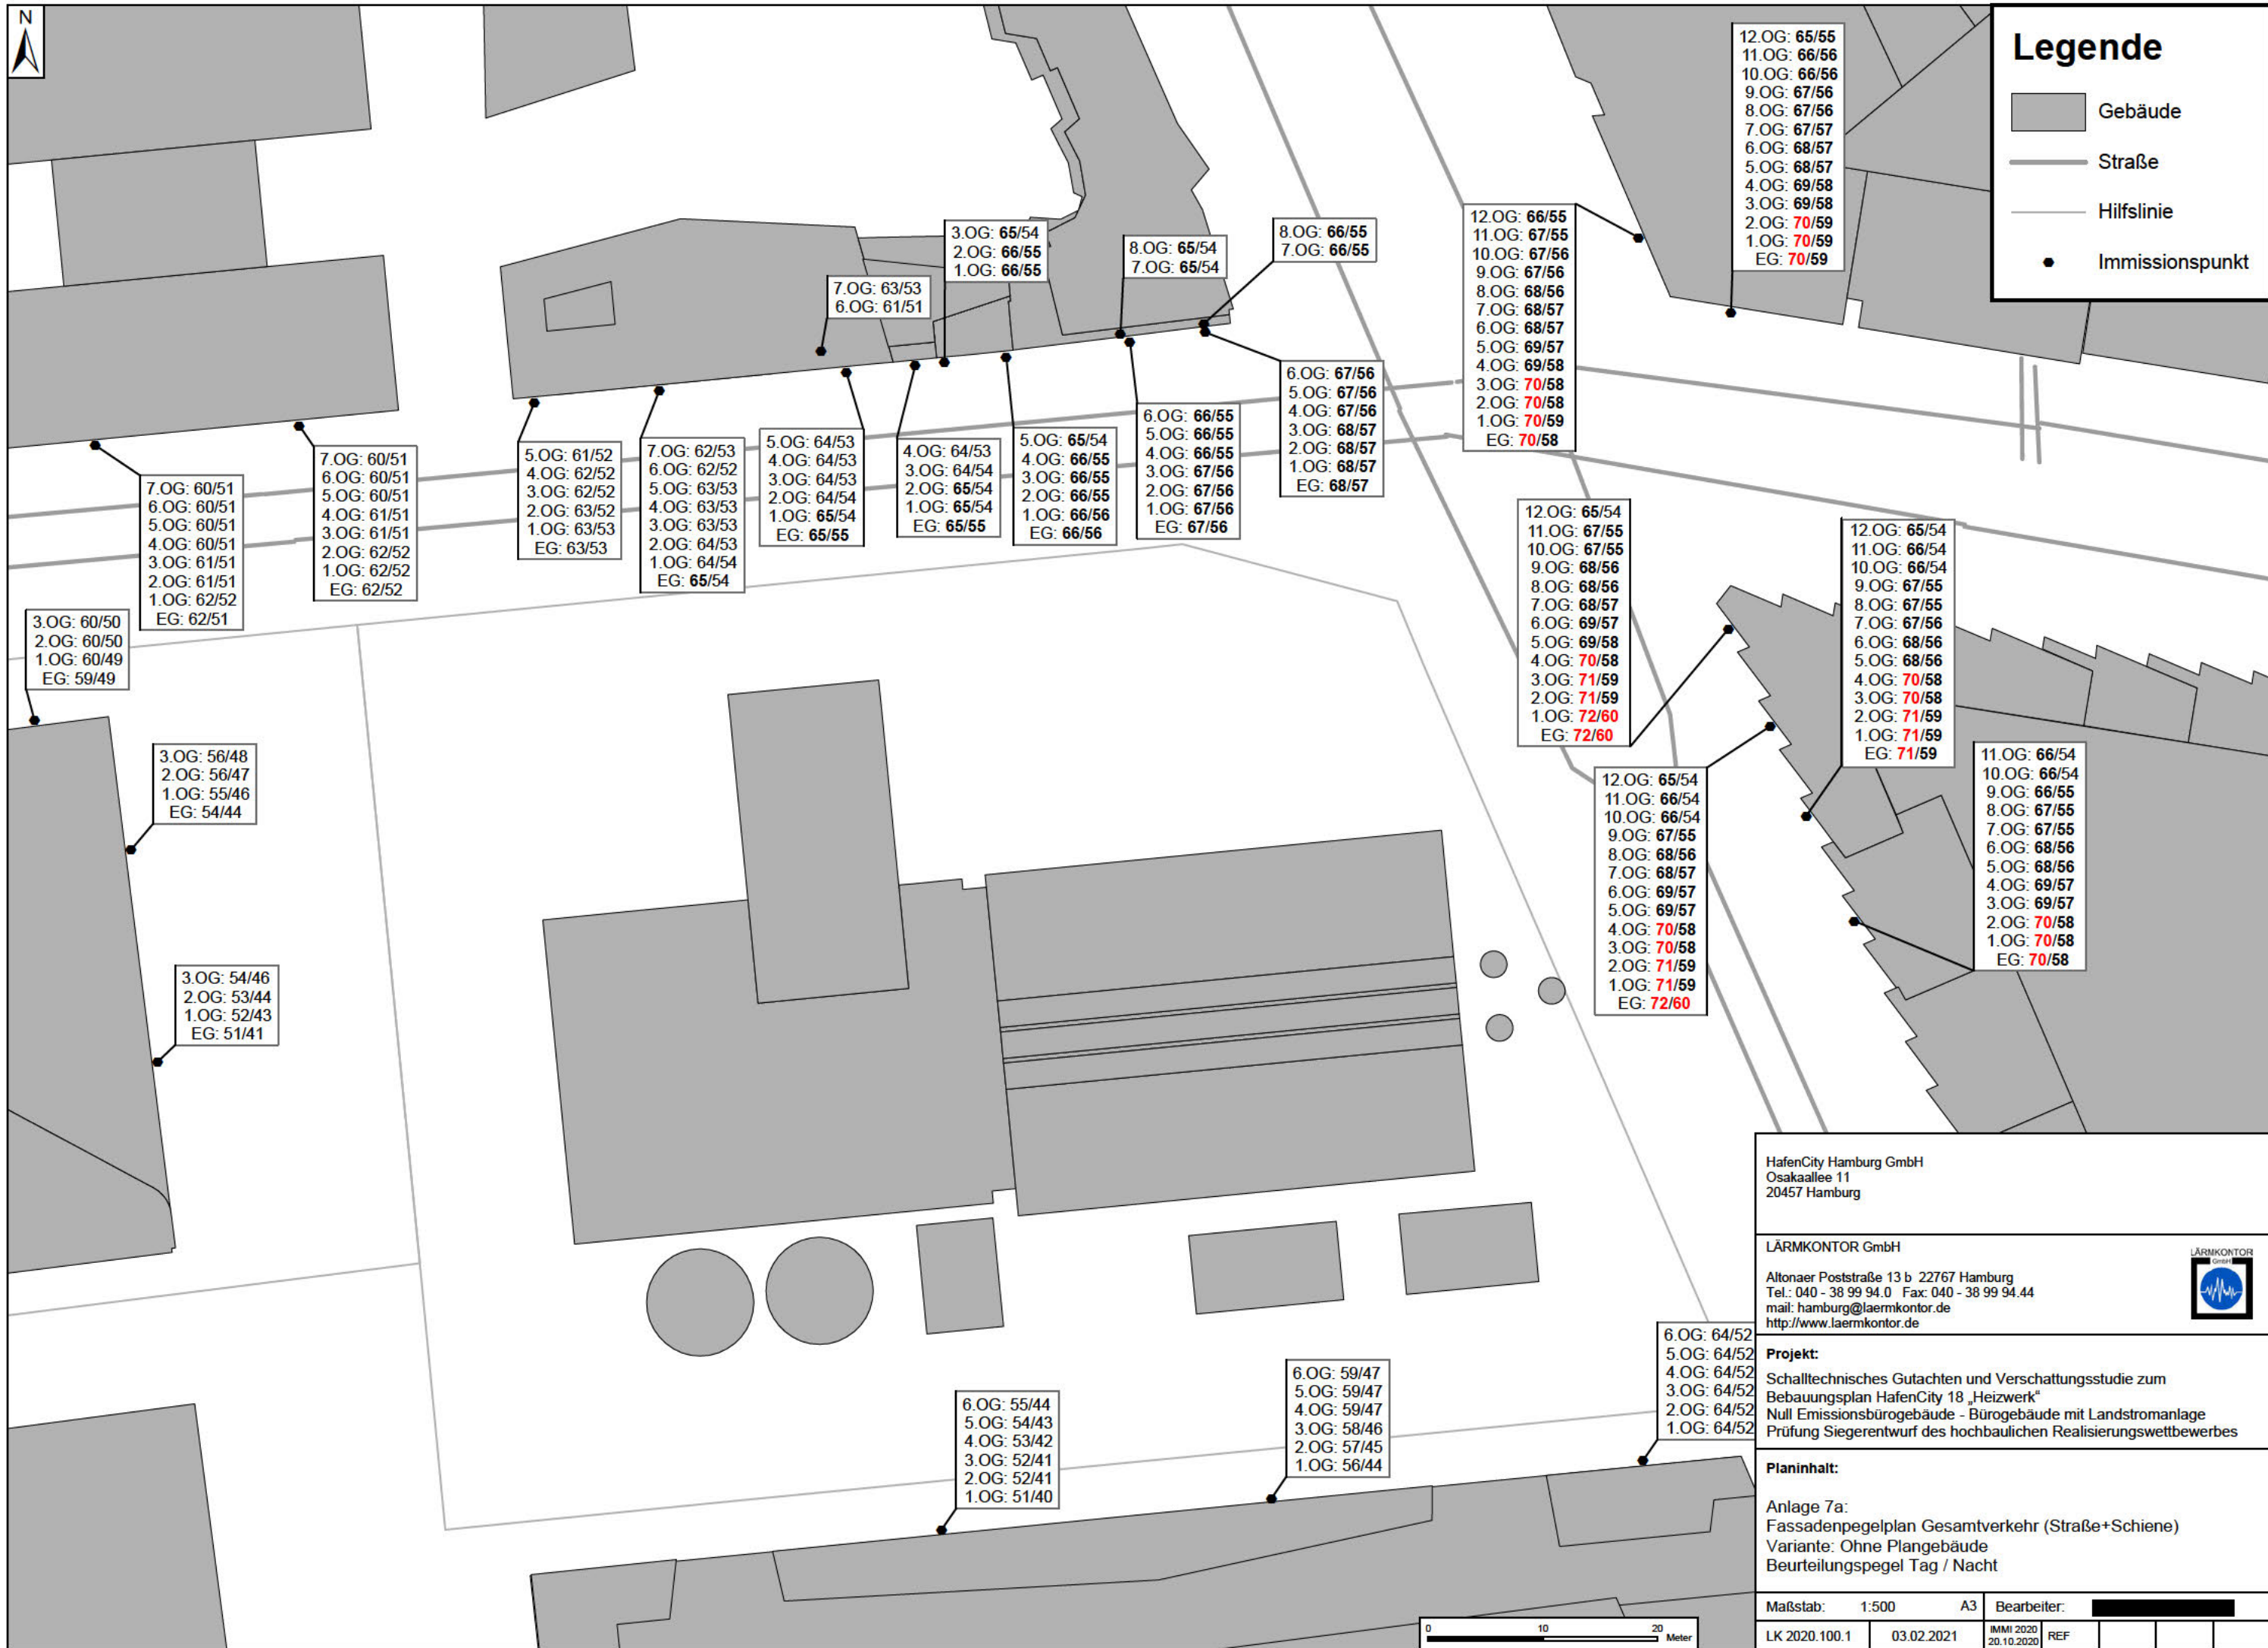 N
Legende
Gebäude
Straße
Hilfslinie
Immissionspunkt
12.OG: 65/55
11.OG: 66/56
10.OG: 66/56
9.OG: 67/56
8.OG: 67/56
7.OG: 67/57
6.OG: 68/57
5.OG: 68/57
4.OG: 69/58
3.OG: 69/58
2.OG: 70/59
1.OG: 70/59
EG: 70/59
3.OG: 65/54
2.OG: 66/55
1.OG: 66/55
8.OG: 65/54
7.OG: 65/54
8.OG: 66/55
7.OG: 66/55
7.OG: 63/53
6.OG: 61/51
12.OG: 66/55
11.OG: 67/55
10.OG: 67/56
9.OG: 67/56
8.OG: 68/56
7.OG: 68/57
6.OG: 68/57
5.OG: 69/57
4.OG: 69/58
3.OG: 70/58
2.OG: 70/58
1.OG: 70/59
EG: 70/58
6.OG: 67/56
5.OG: 67/56
4.OG: 67/56
3.OG: 68/57
2.OG: 68/57
1.OG: 68/57
EG: 68/57
7.OG: 60/51
6.OG: 60/51
5.OG: 60/51
4.OG: 60/51
3.OG: 61/51
2.OG: 61/51
1.OG: 62/52
EG: 62/51
7.OG: 60/51
6.OG: 60/51
5.OG: 60/51
4.OG: 61/51
3.OG: 61/51
2.OG: 62/52
1.OG: 62/52
EG: 62/52
5.OG: 61/52
4.OG: 62/52
3.OG: 62/52
2.OG: 63/52
1.OG: 63/53
EG: 63/53
7.OG: 62/53
6.OG: 62/52
5.OG: 63/53
4.OG: 63/53
3.OG: 63/53
2.OG: 64/53
1.OG: 64/54
EG: 65/54
5.OG: 64/53
4.OG: 64/53
3.OG: 64/53
2.OG: 64/54
1.OG: 65/54
EG: 65/55
4.OG: 64/53
3.OG: 64/54
2.OG: 65/54
1.OG: 65/54
EG: 65/55
5.OG: 65/54
4.OG: 66/55
3.OG: 66/55
2.OG: 66/55
1.OG: 66/56
EG: 66/56
6.OG: 66/55
5.OG: 66/55
4.OG: 66/55
3.OG: 67/56
2.OG: 67/56
1.OG: 67/56
EG: 67/56
12.OG: 65/54
11.OG: 67/55
10.OG: 67/55
9.OG: 68/56
8.OG: 68/56
7.OG: 68/57
6.OG: 69/57
5.OG: 69/58
4.OG: 70/58
3.OG: 71/59
2.OG: 71/59
1.OG: 72/60
EG: 72/60
12.OG: 65/54
11.OG: 66/54
10.OG: 66/54
9.OG: 67/55
8.OG: 67/55
7.OG: 67/56
6.OG: 68/56
5.OG: 68/56
4.OG: 70/58
3.OG: 70/58
2.OG: 71/59
1.OG: 71/59
EG: 71/59
3.OG: 60/50
2.OG: 60/50
1.OG: 60/49
EG: 59/49
3.OG: 56/48
2.OG: 56/47
1.OG: 55/46
EG: 54/44
12.OG: 65/54
11.OG: 66/54
10.OG: 66/54
9.OG: 67/55
8.OG: 68/56
7.OG: 68/57
6.OG: 69/57
5.OG: 69/57
4.OG: 70/58
3.OG: 70/58
2.OG: 71/59
1.OG: 71/59
EG: 72/60
11.OG: 66/54
10.OG: 66/54
9.OG: 66/55
8.OG: 67/55
7.OG: 67/55
6.OG: 68/56
5.OG: 68/56
4.OG: 69/57
3.OG: 69/57
2.OG: 70/58
1.OG: 70/58
EG: 70/58
3.OG: 54/46
2.OG: 53/44
1.OG: 52/43
EG: 51/41
6.OG: 55/44
5.OG: 54/43
4.OG: 53/42
3.OG: 52/41
2.OG: 52/41
1.OG: 51/40
6.OG: 59/47
5.OG: 59/47
4.OG: 59/47
3.OG: 58/46
2.OG: 57/45
1.OG: 56/44
6.OG: 64/52
5.OG: 64/52
4.OG: 64/52
3.OG: 64/52
2.OG: 64/52
1.OG: 64/52
0 10 20 Meter
HafenCity Hamburg GmbH
Osakaallee 11
20457 Hamburg
LÄRMKONTOR GmbH
Altonaer Poststraße 13 b 22767 Hamburg
Tel.: 040 - 38 99 94.0 Fax: 040 - 38 99 94.44
mail: hamburg@laermkontor.de
http://www.laermkontor.de
LÄRMKONTOR
GmbH
Projekt:
Schalltechnisches Gutachten und Verschattungsstudie zum
Bebauungsplan HafenCity 18 „Heizwerk“
Null Emissionsbürogebäude - Bürogebäude mit Landstromanlage
Prüfung Siegerentwurf des hochbaulichen Realisierungswettbewerbes
Planinhalt:
Anlage 7a:
Fassadenpegelplan Gesamtverkehr (Straße+Schiene)
Variante: Ohne Plangebäude
Beurteilungspegel Tag / Nacht
Maßstab: 1:500 A3 Bearbeiter:
LK 2020.100.1 03.02.2021 IMMI 2020 REF
20.10.2020